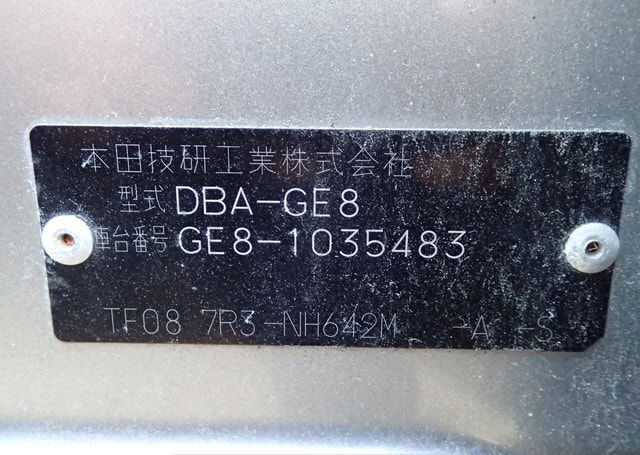 本田技研工業株式会社
型式 DBA-GE8
車台番号 GE8-1035483
TF08 7R3-NH642M -A -S